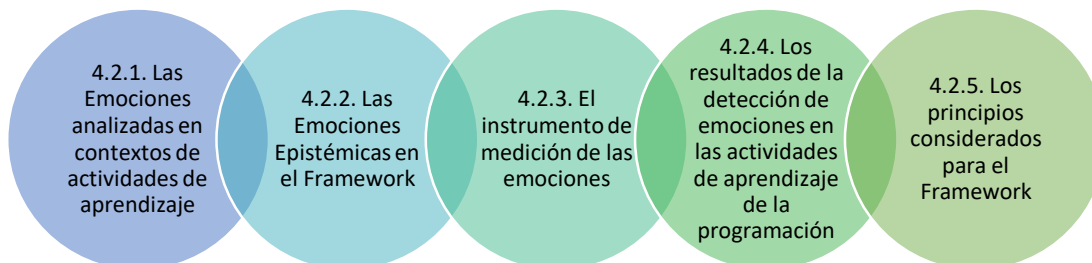 4.2.1. Las
Emociones
analizadas en
contextos de
actividades de
aprendizaje
4.2.2. Las
Emociones
Epistémicas en
el Framework
4.2.3. El
instrumento de
medición de las
emociones
4.2.4. Los
resultados de la
detección de
emociones en
las actividades
de aprendizaje
de la
programación
4.2.5. Los
principios
considerados
para el
Framework